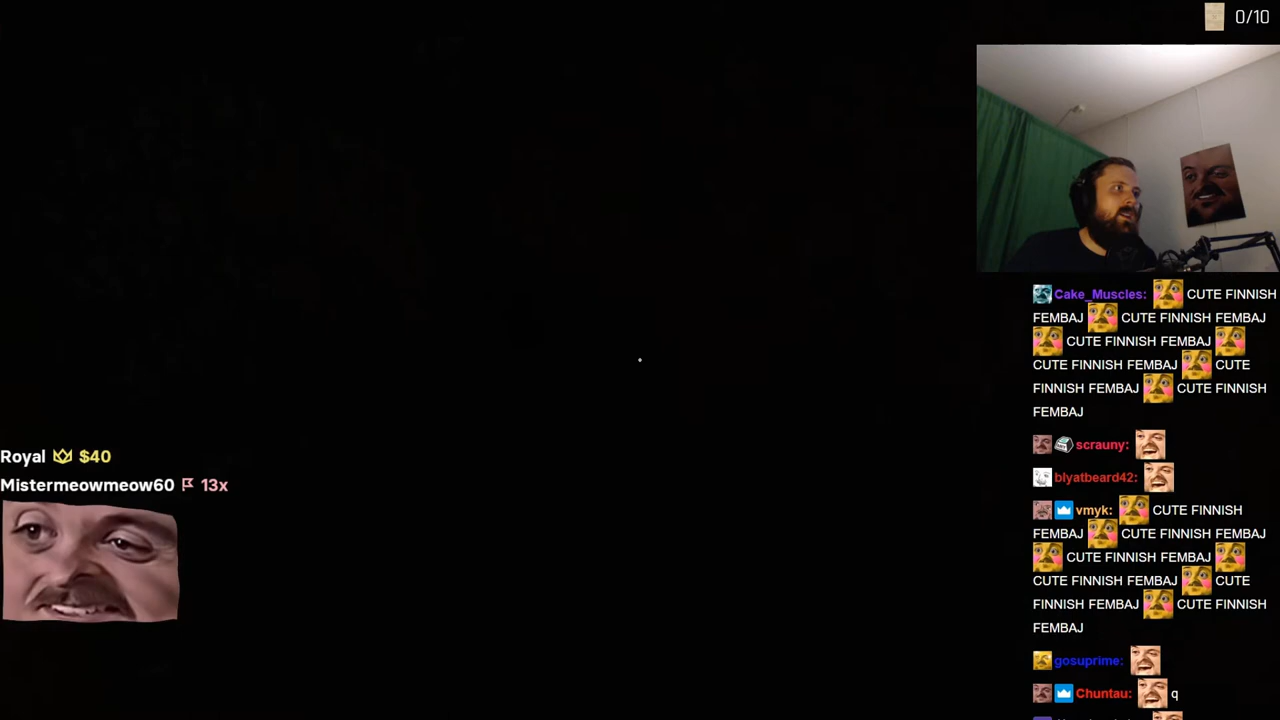 0/10
Cake_Muscles: CUTE FINNISH
FEMBAJ CUTE FINNISH FEMBAJ
CUTE FINNISH FEMBAJ
CUTE FINNISH FEMBAJ CUTE
FINNISH FEMBAJ CUTE FINNISH
FEMBAJ
scrauny:
blyatbeard42:
Royal $40
Mistermeowmeow60 13x
vmyk: CUTE FINNISH
FEMBAJ CUTE FINNISH FEMBAJ
CUTE FINNISH FEMBAJ
CUTE FINNISH FEMBAJ CUTE
FINNISH FEMBAJ CUTE FINNISH
FEMBAJ
gosuprime:
Chuntau: q